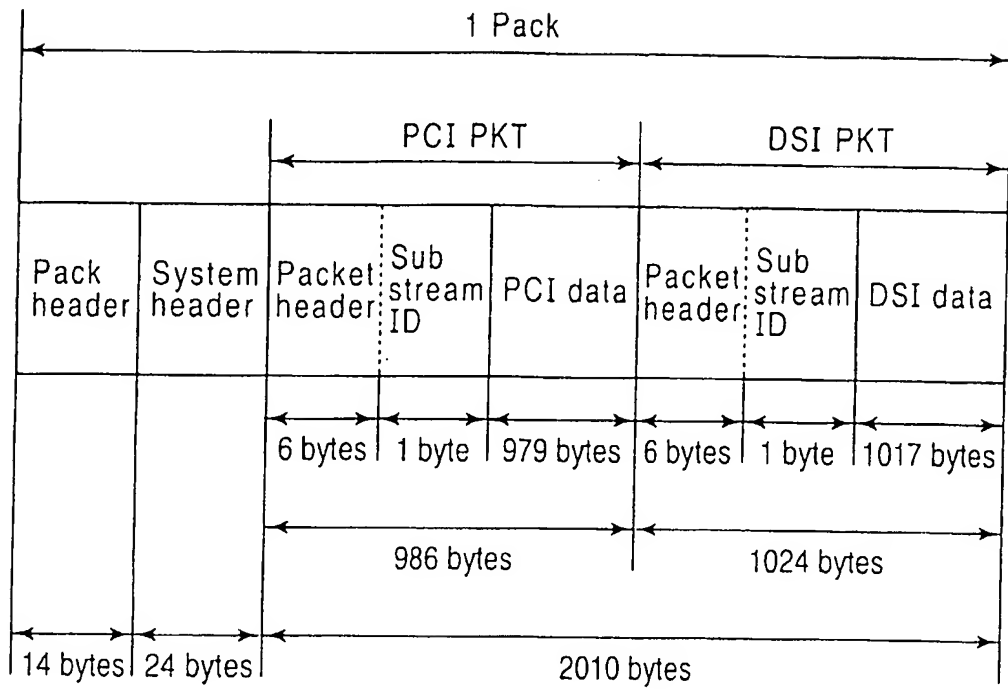 1 Pack
PCI PKT
DSI PKT
Pack
header
System
header
Packet
header
Sub
stream
ID
PCI data
Packet
header
Sub
stream
ID
DSI data
6 bytes
1 byte
979 bytes
6 bytes
1 byte
1017 bytes
986 bytes
1024 bytes
14 bytes
24 bytes
2010 bytes